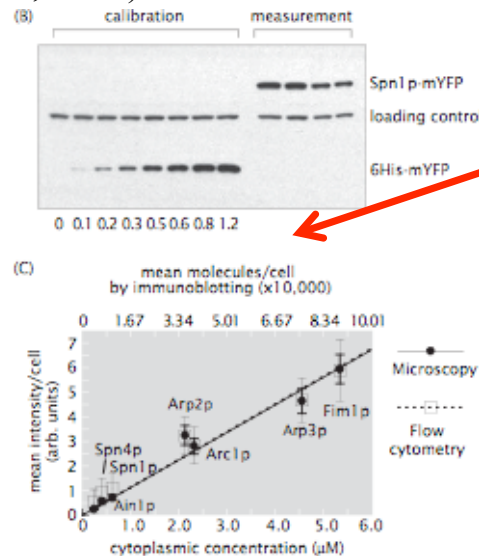 (B)
calibration measurement
Spn1p-mYFP
loading control
6His-mYFP
0 0.1 0.2 0.3 0.5 0.6 0.8 1.2
(C)
mean molecules/cell
by immunoblotting (x10,000)
0 1.67 3.34 5.01 6.67 8.34 10.01
7
6
5
4
3
2
1
0
mean intensity/cell
(arb. units)
Spn4p
Spn1p
Ain1p
Arp2p
Arc1p
Arp3p
Fim1p
0.0 1.0 2.0 3.0 4.0 5.0 6.0
cytoplasmic concentration (μM)
Microscopy
Flow
cytometry